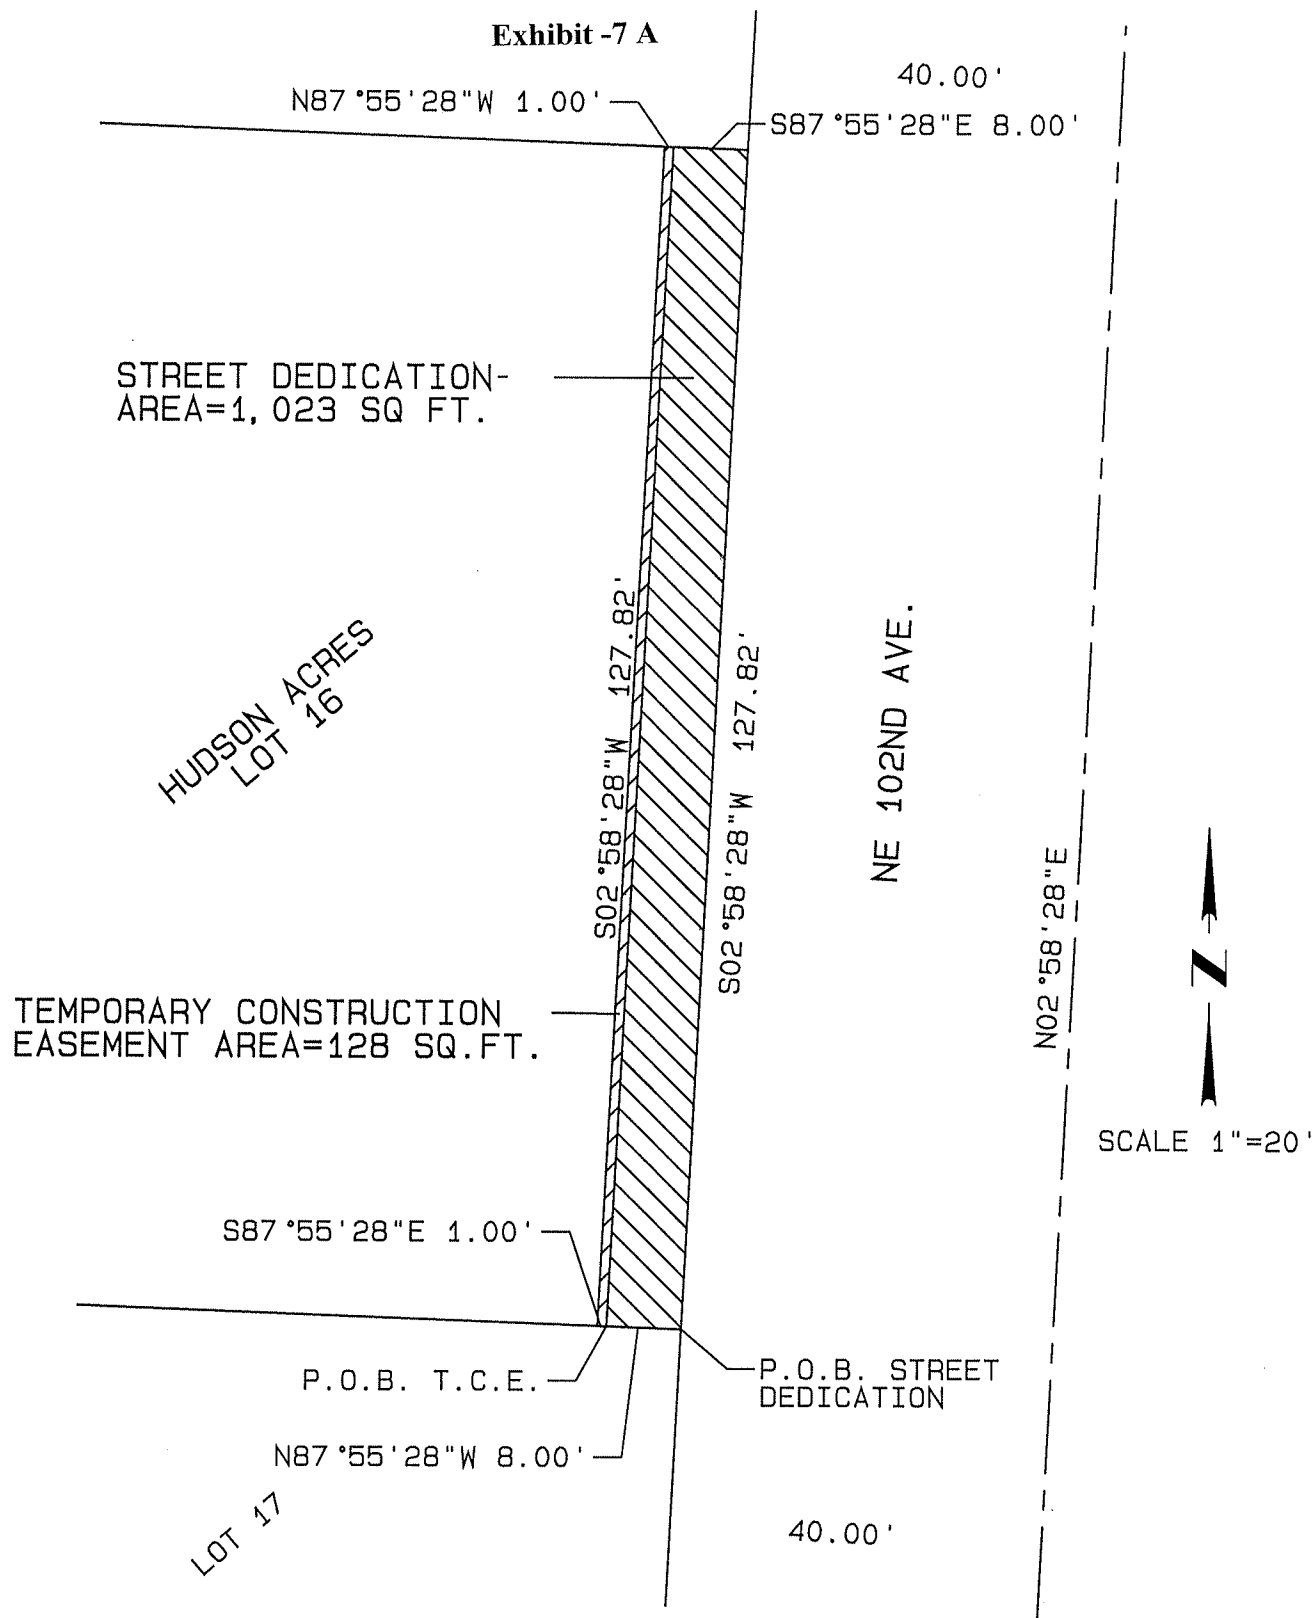 Exhibit -7 A
40.00'
N87°55'28"W 1.00'
S87°55'28"E 8.00'
STREET DEDICATION-
AREA=1,023 SQ FT.
HUDSON ACRES
LOT 16
S02°58'28"W 127.82'
S02°58'28"W 127.82'
NE 102ND AVE.
N02°58'28"E
N
SCALE 1"=20'
TEMPORARY CONSTRUCTION
EASEMENT AREA=128 SQ.FT.
S87°55'28"E 1.00'
P.O.B. T.C.E.
P.O.B. STREET
DEDICATION
N87°55'28"W 8.00'
LOT 17
40.00'